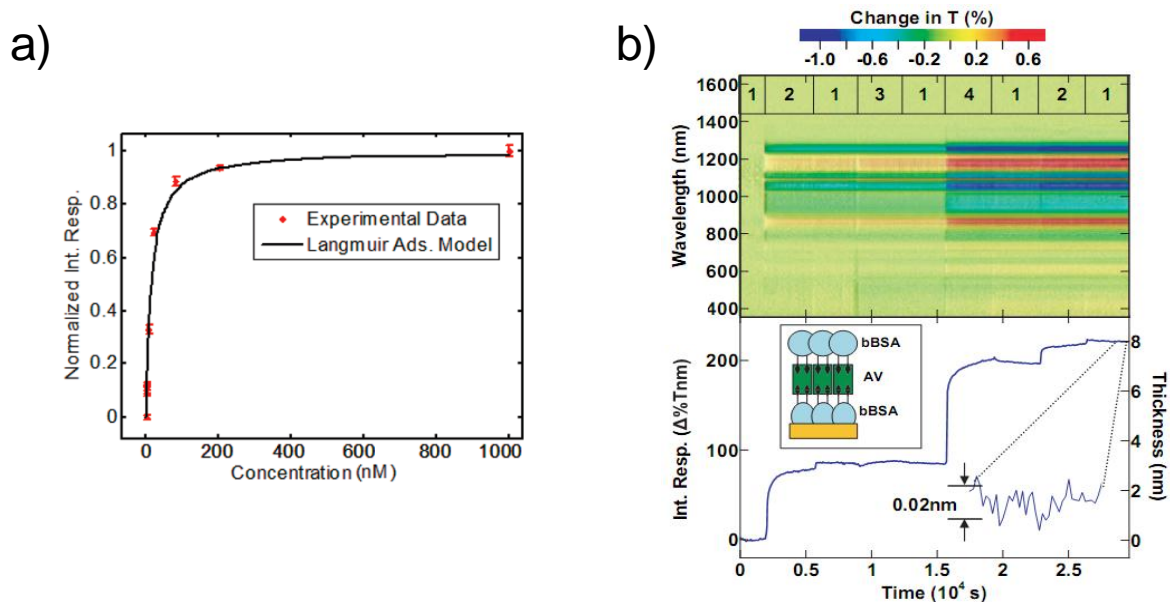 a)
Normalized Int. Resp.
1
0.8
0.6
0.4
0.2
0
Experimental Data
Langmuir Ads. Model
0 200 400 600 800 1000
Concentration (nM)
b)
Change in T (%)
-1.0 -0.6 -0.2 0.2 0.6
Wavelength (nm)
1600
1400
1200
1000
800
600
400
1 2 1 3 1 4 1 2 1
Int. Resp. (Δ%Tnm)
200
100
0
bBSA
AV
bBSA
0.02nm
8
6
4
2
0
Thickness (nm)
0 0.5 1 1.5 2 2.5
Time (10⁴ s)